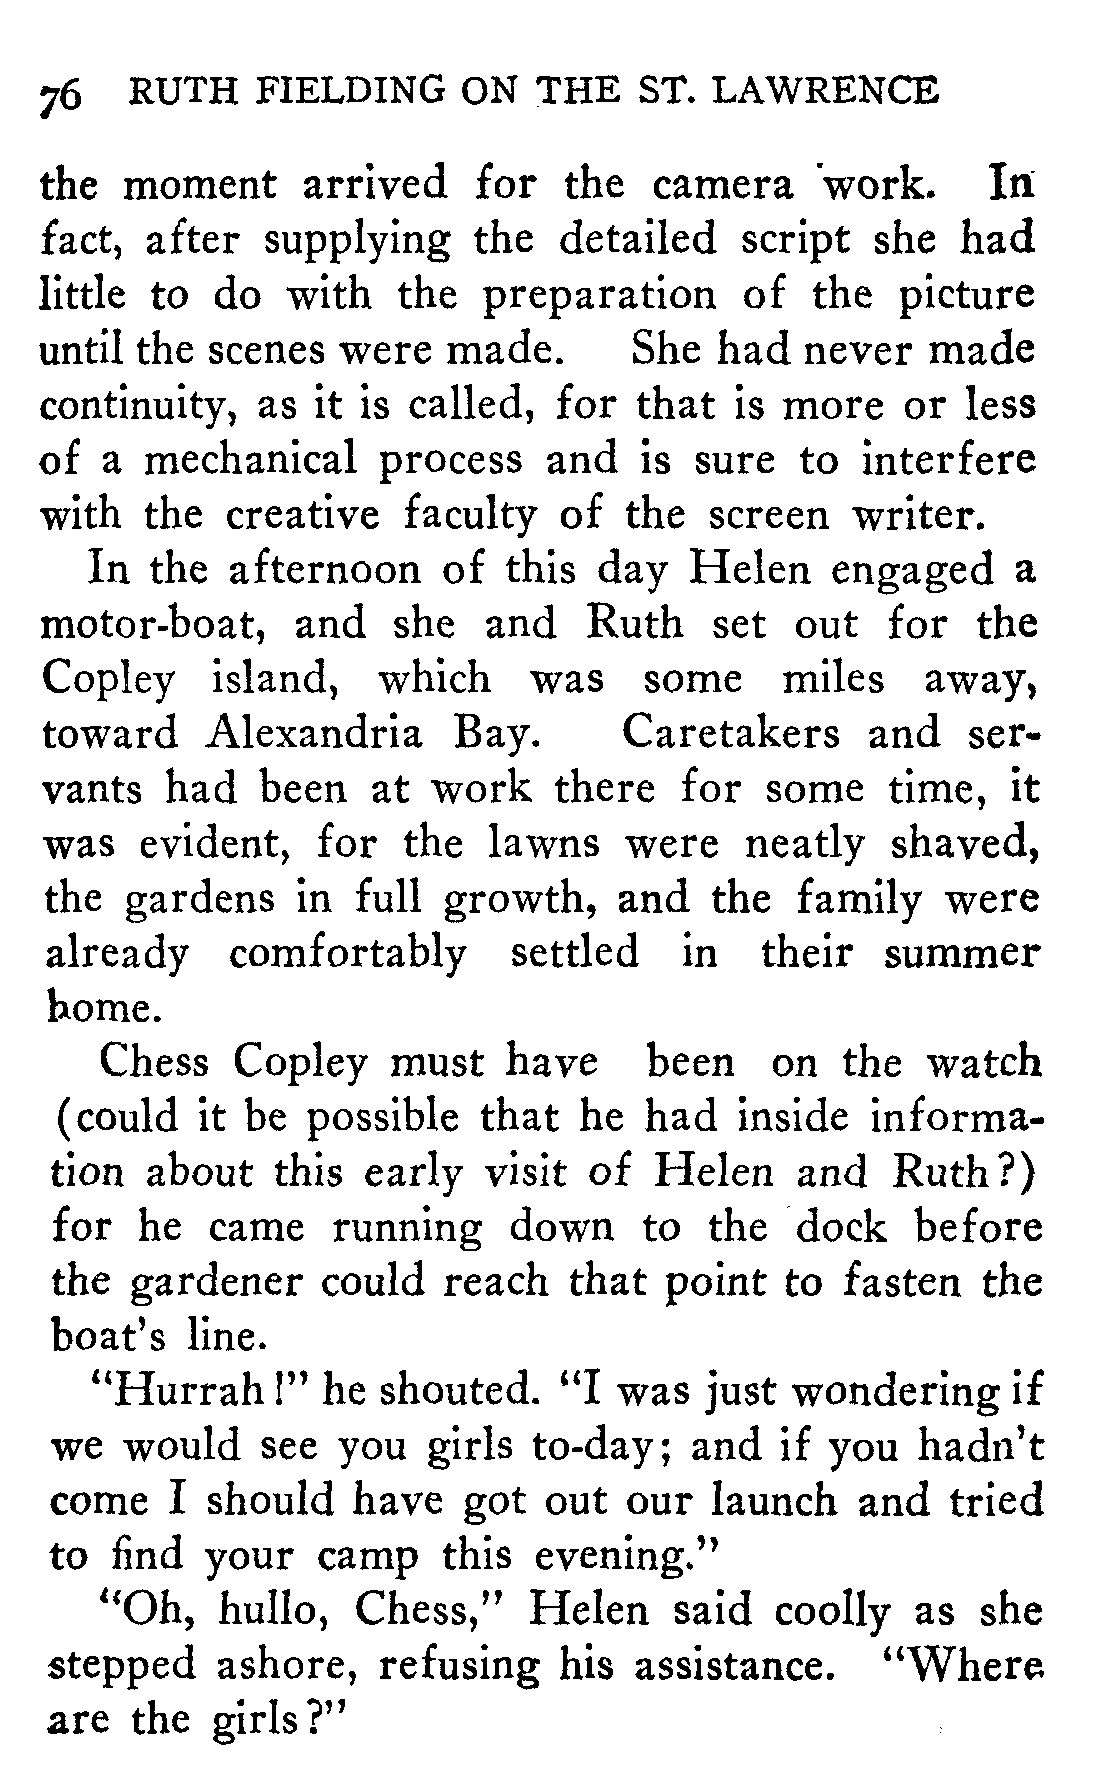 76 RUTH FIELDING ON THE ST. LAWRENCE
the moment arrived for the camera work. In
fact, after supplying the detailed script she had
little to do with the preparation of the picture
until the scenes were made. She had never made
continuity, as it is called, for that is more or less
of a mechanical process and is sure to interfere
with the creative faculty of the screen writer.
In the afternoon of this day Helen engaged a
motor-boat, and she and Ruth set out for the
Copley island, which was some miles away,
toward Alexandria Bay. Caretakers and ser-
vants had been at work there for some time, it
was evident, for the lawns were neatly shaved,
the gardens in full growth, and the family were
already comfortably settled in their summer
home.
Chess Copley must have been on the watch
(could it be possible that he had inside informa-
tion about this early visit of Helen and Ruth?)
for he came running down to the dock before
the gardener could reach that point to fasten the
boat's line.
"Hurrah!" he shouted. "I was just wondering if
we would see you girls to-day; and if you hadn't
come I should have got out our launch and tried
to find your camp this evening."
"Oh, hullo, Chess," Helen said coolly as she
stepped ashore, refusing his assistance. "Where
are the girls?"